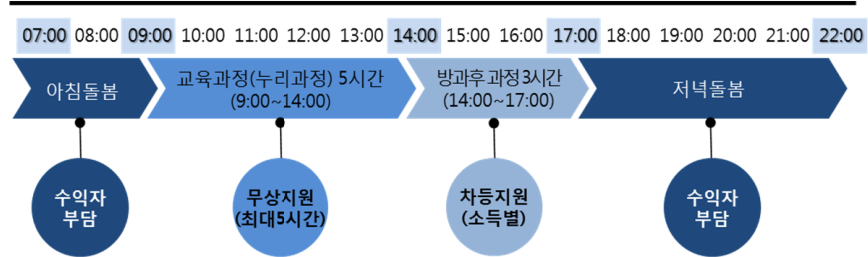 07:00 08:00 09:00 10:00 11:00 12:00 13:00 14:00 15:00 16:00 17:00 18:00 19:00 20:00 21:00 22:00
아침돌봄
교육과정(누리과정) 5시간
(9:00~14:00)
방과후 과정 3시간
(14:00~17:00)
저녁돌봄
수익자
부담
무상지원
(최대5시간)
차등지원
(소득별)
수익자
부담